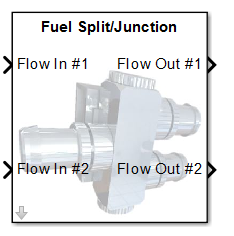 Fuel Split/Junction
Flow In #1 Flow Out #1
Flow In #2 Flow Out #2